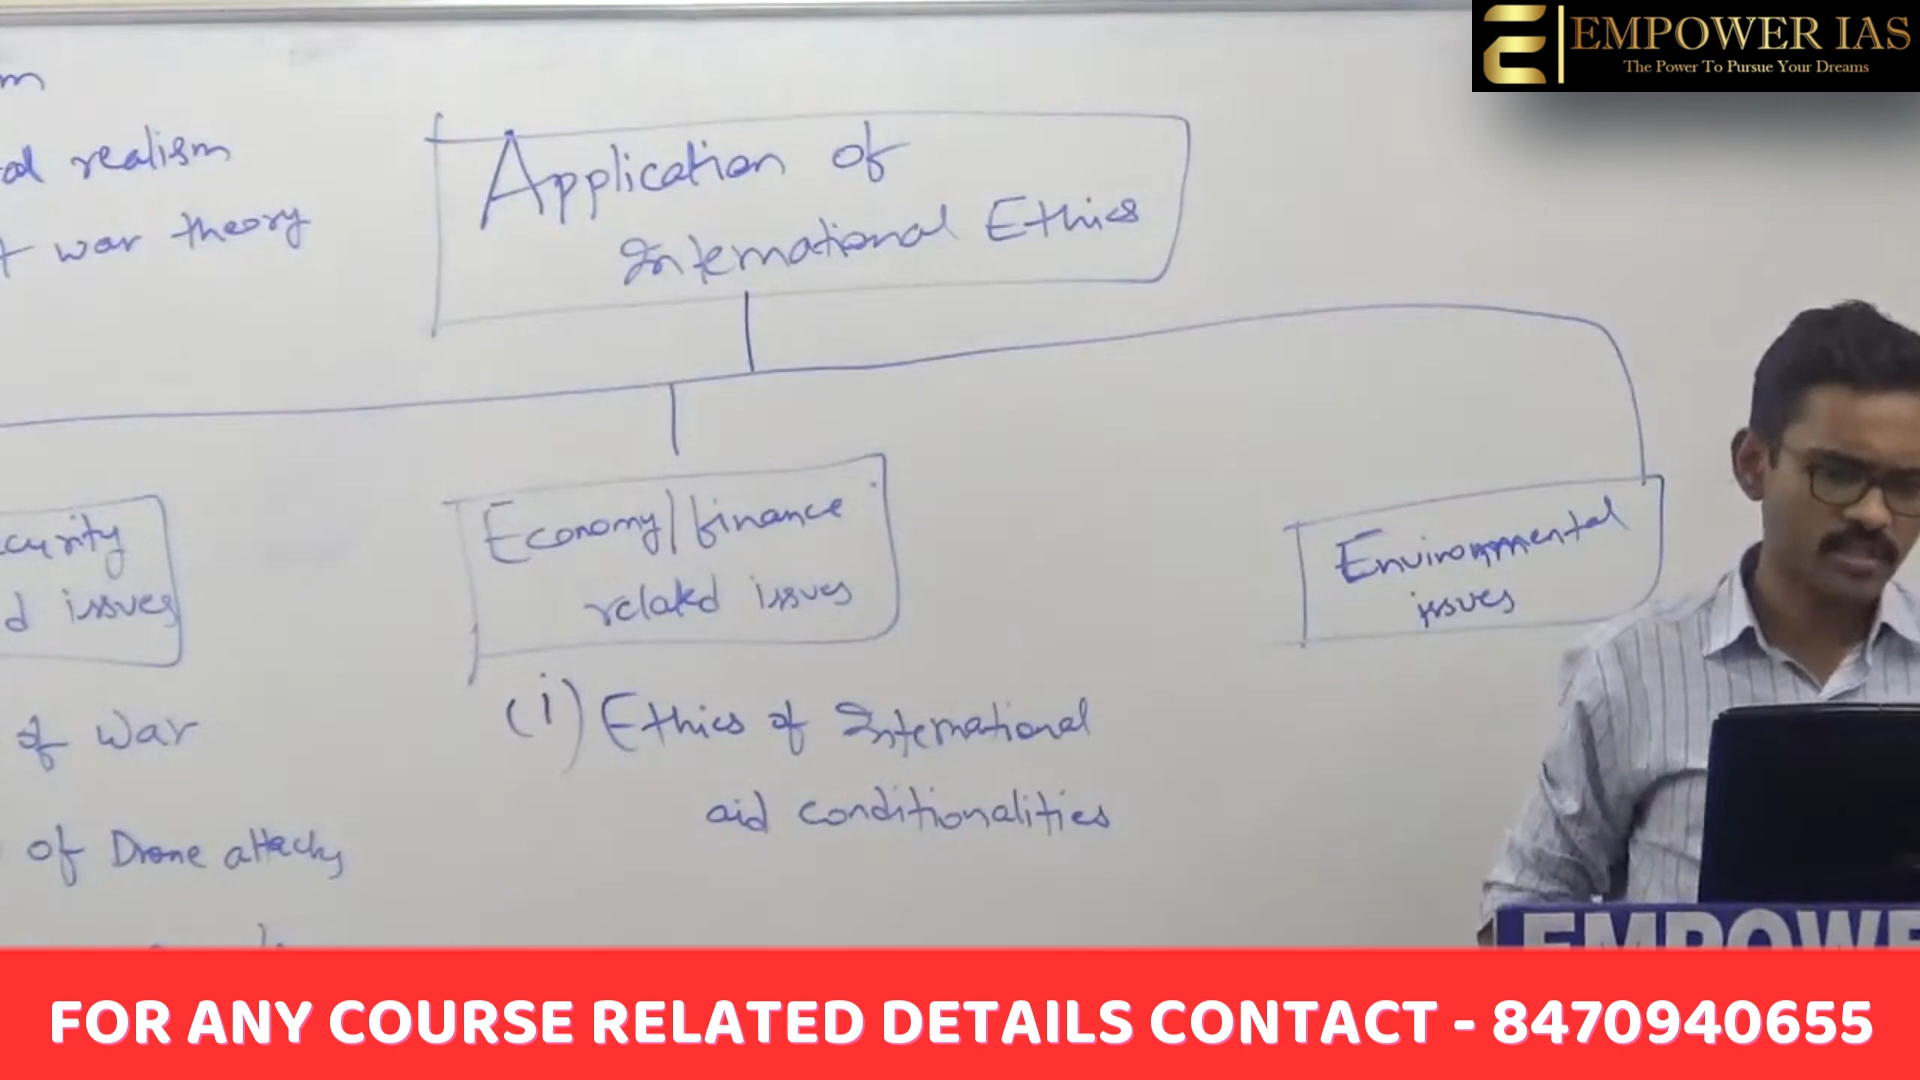 EMPOWER IAS
The Power To Pursue Your Dreams
realism
war theory
Application of
International Ethics
issues
Economy/finance
related issues
Environmental
issues
of war
of Drone attacks
(i) Ethics of International
aid conditionalities
FOR ANY COURSE RELATED DETAILS CONTACT - 8470940655